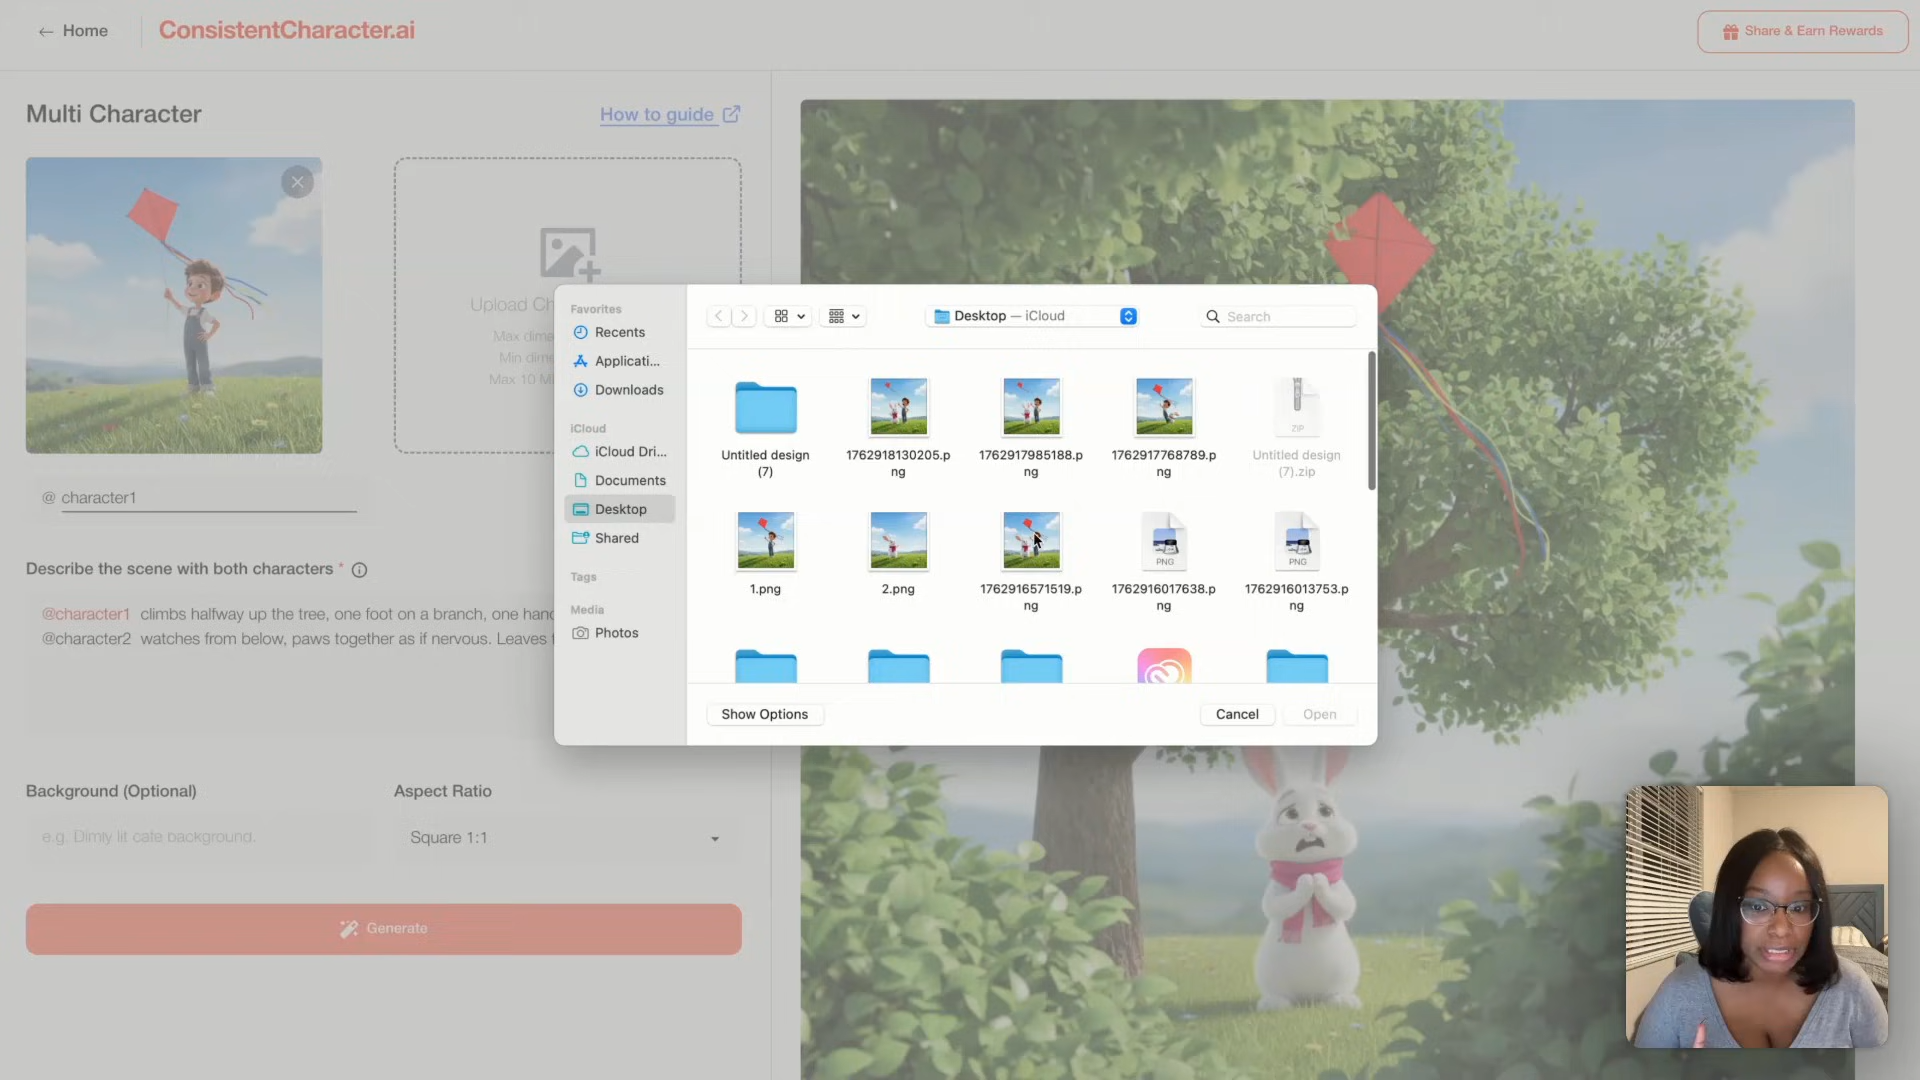 ← Home
ConsistentCharacter.ai
Share & Earn Rewards
Multi Character
How to guide
Upload Ch
Max dime
Min dime
Max 10 M
@ character1
Describe the scene with both characters *
@character1 climbs halfway up the tree, one foot on a branch, one hand
@character2 watches from below, paws together as if nervous. Leaves
Background (Optional)
Aspect Ratio
e.g. Dimly lit cafe background.
Square 1:1
Generate
Favorites
Recents
Applicati...
Downloads
iCloud
iCloud Dri...
Documents
Desktop
Shared
Tags
Media
Photos
Desktop — iCloud
Search
Untitled design
(7)
1762918130205.p
ng
1762917985188.p
ng
1762917768789.p
ng
ZIP
Untitled design
(7).zip
1.png
2.png
1762916571519.p
ng
PNG
1762916017638.p
ng
PNG
1762916013753.p
ng
Show Options
Cancel
Open